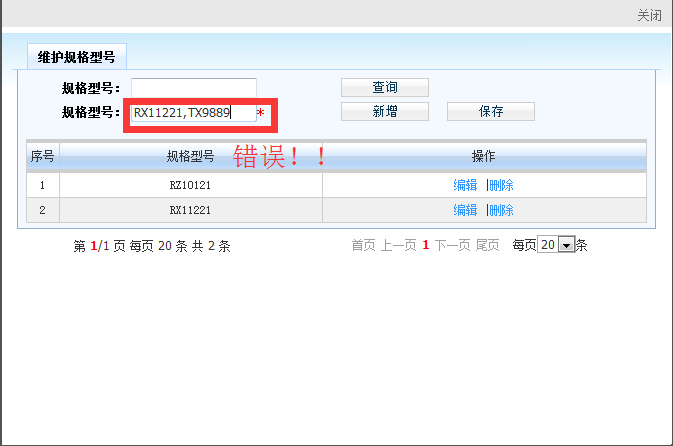 关闭
维护规格型号
规格型号： 查询
规格型号： RX11221,TX9889 * 新增 保存
序号 规格型号 操作
错误！！
1 RZ10121 编辑 |删除
2 RX11221 编辑 |删除
第 1/1 页 每页 20 条 共 2 条 首页 上一页 1 下一页 尾页 每页 20 条